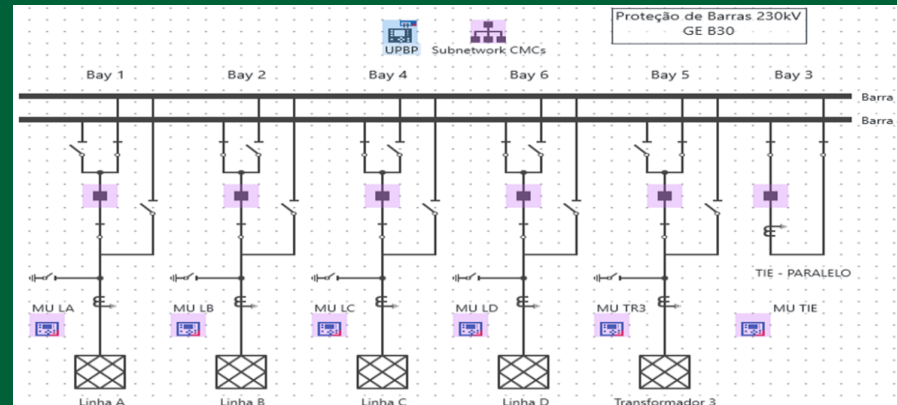 Proteção de Barras 230kV
GE B30
UPBP
Subnetwork CMCs
Bay 1
Bay 2
Bay 4
Bay 6
Bay 5
Bay 3
Barra
Barra
TIE - PARALELO
MU LA
MU LB
MU LC
MU LD
MU TR3
MU TIE
Linha A
Linha B
Linha C
Linha D
Transformador 3